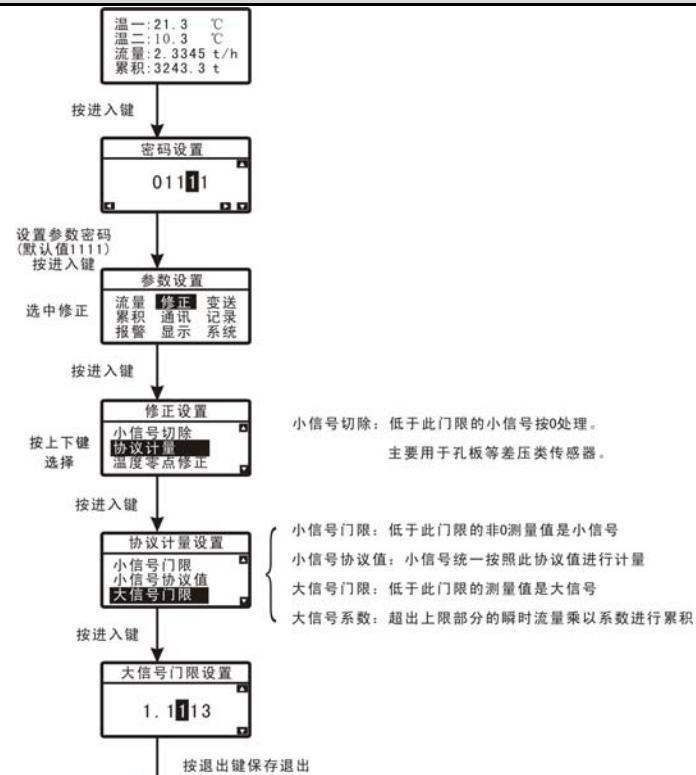 温一:21.3 ℃
温二:10.3 ℃
流量:2.3345 t/h
累积:3243.3 t
按进入键
密码设置
01111
设置参数密码
(默认值1111)
按进入键
参数设置
选中修正
流量 修正 变送
累积 通讯 记录
报警 显示 系统
按进入键
修正设置
按上下键
选择
小信号切除
协议计量
温度零点修正
小信号切除：低于此门限的小信号按0处理。
主要用于孔板等差压类传感器。
按进入键
协议计量设置
小信号门限
小信号协议值
大信号门限
小信号门限：低于此门限的非0测量值是小信号
小信号协议值：小信号统一按照此协议值进行计量
大信号门限：低于此门限的测量值是大信号
大信号系数：超出上限部分的瞬时流量乘以系数进行累积
按进入键
大信号门限设置
1.1113
按退出键保存退出